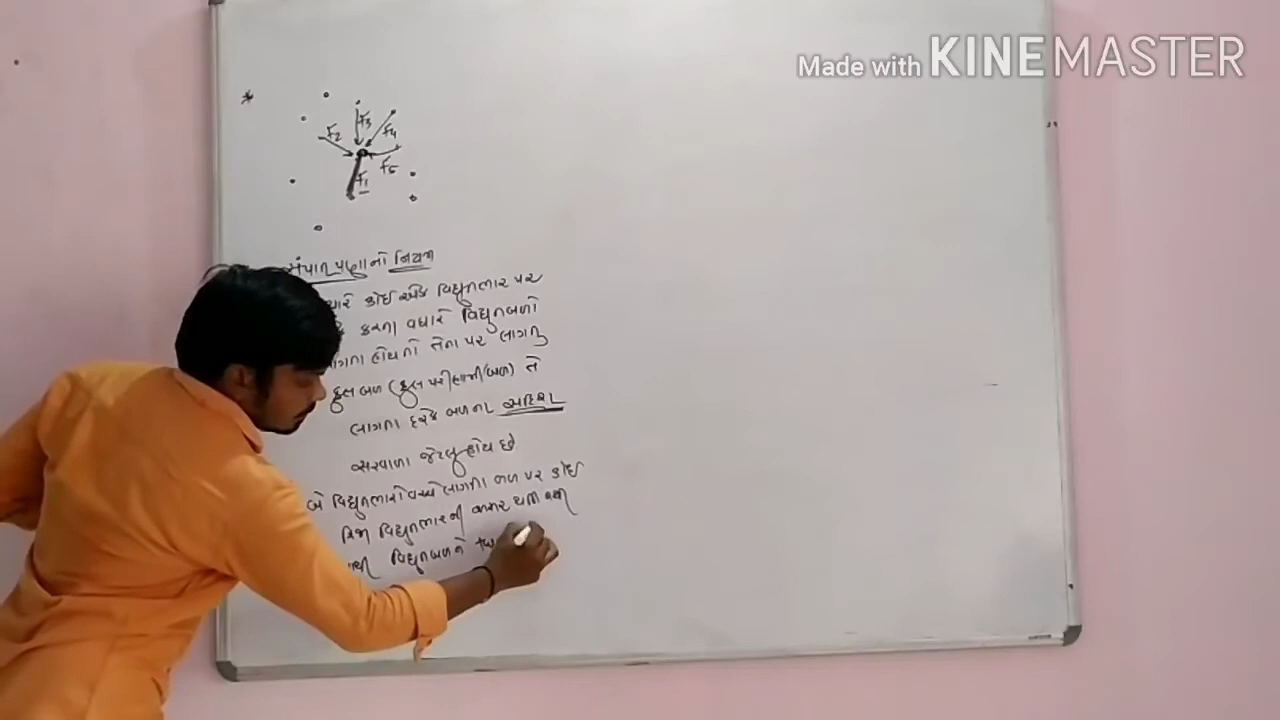 Made with KINEMASTER
*
F3
F2
F4
F5
F1
સંપાતપણાનો નિયમ
કોઈ એક વિદ્યુતભાર પર
કરતા વધારે વિદ્યુતબળો
લાગતા હોયતો તેના પર લાગતુ
કુલ બળ (કુલ પરીણામીબળ) તે
લાગતા દરેક બળના સદિશ
સરવાળા જેટલુ હોય છે
બે વિદ્યુતભારો વચ્ચે લાગતા બળ પર કોઈ
ત્રિજા વિદ્યુતભારની અસર થતી નથી
વિદ્યુતબળને